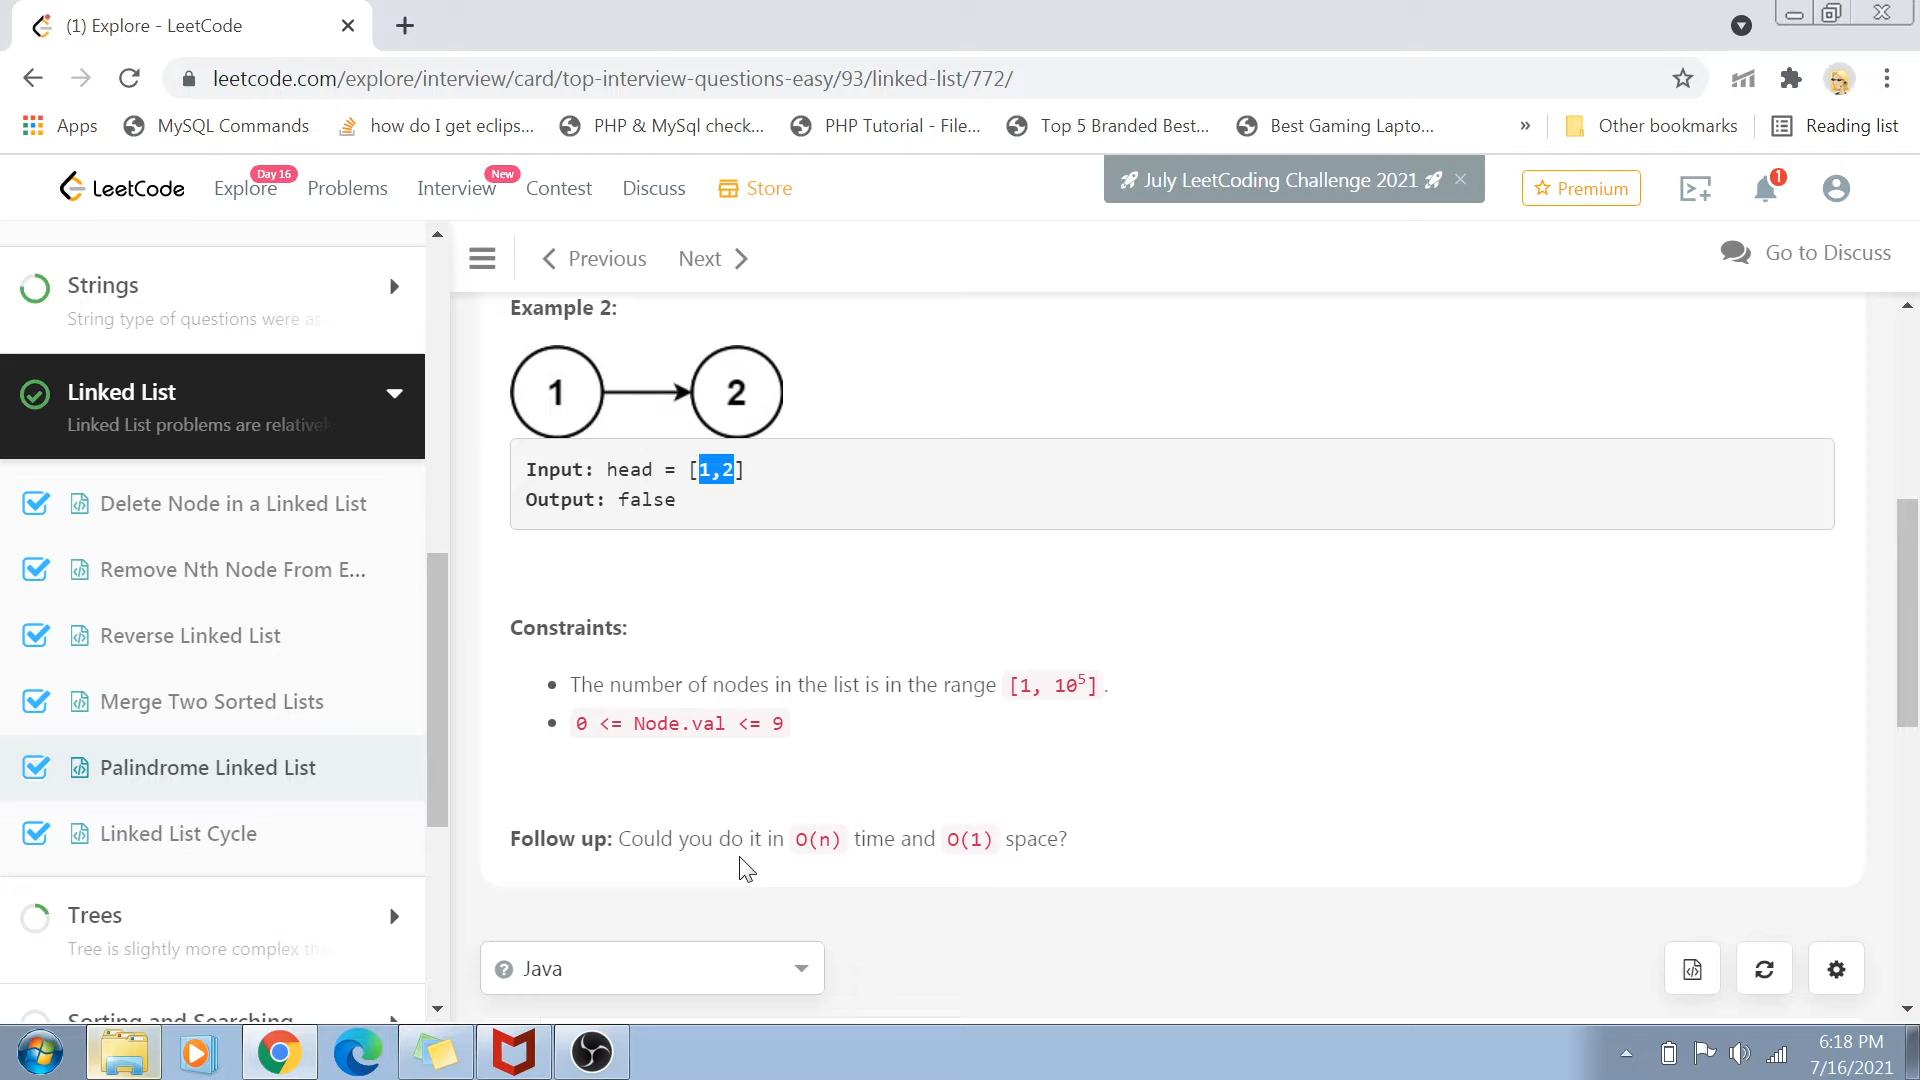 (1) Explore - LeetCode
leetcode.com/explore/interview/card/top-interview-questions-easy/93/linked-list/772/
Apps MySQL Commands how do I get eclips... PHP & MySql check... PHP Tutorial - File... Top 5 Branded Best... Best Gaming Lapto... » Other bookmarks Reading list
LeetCode Explore Day 16 Problems Interview New Contest Discuss Store July LeetCoding Challenge 2021 Premium 1
Strings
String type of questions were as
Linked List
Linked List problems are relative
Delete Node in a Linked List
Remove Nth Node From E...
Reverse Linked List
Merge Two Sorted Lists
Palindrome Linked List
Linked List Cycle
Trees
Tree is slightly more complex th
Sorting and Searching
Previous Next Go to Discuss
Example 2:
1 2
Input: head = [1,2]
Output: false
Constraints:
• The number of nodes in the list is in the range [1, 10⁵].
• 0 <= Node.val <= 9
Follow up: Could you do it in O(n) time and O(1) space?
Java
6:18 PM
7/16/2021